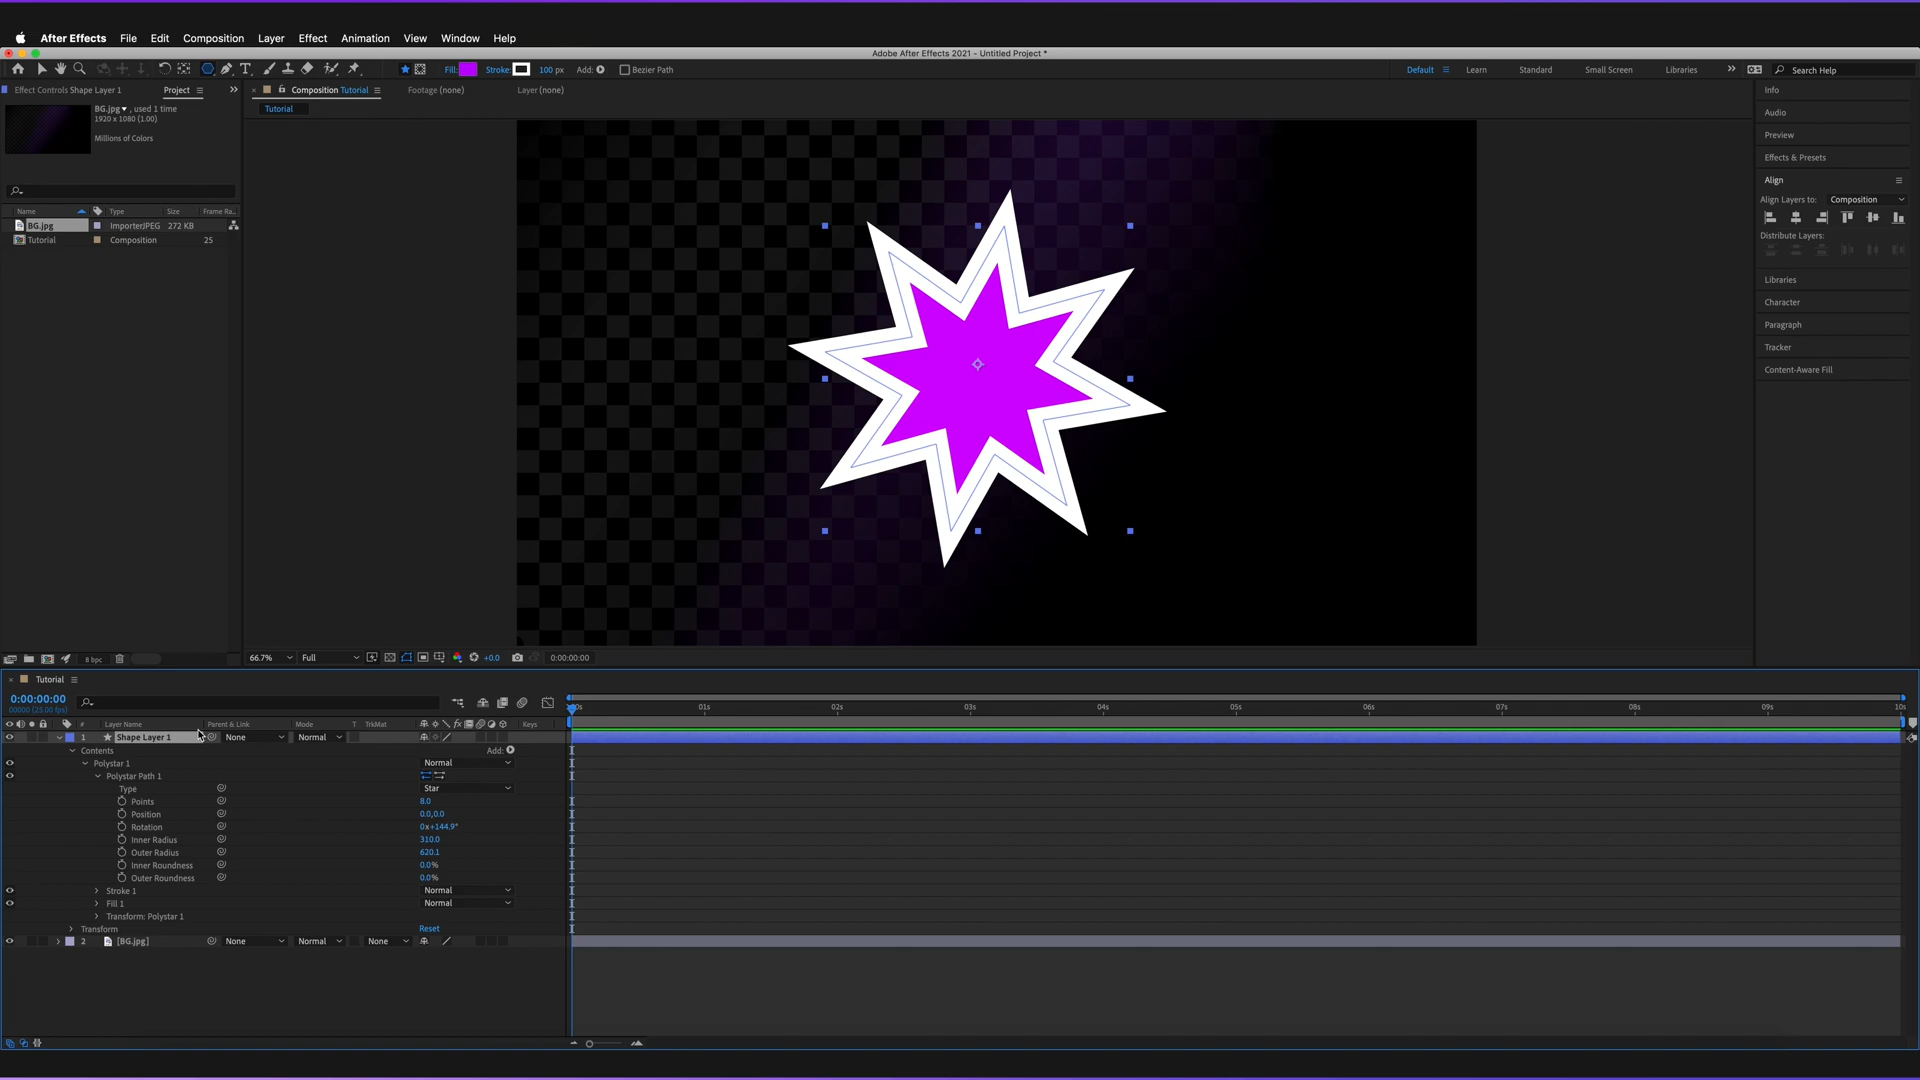 After Effects File Edit Composition Layer Effect Animation View Window Help
Adobe After Effects 2021 - Untitled Project *
Fill: Stroke: 100 px Add: Bezier Path Default Learn Standard Small Screen Libraries Search Help
Effect Controls Shape Layer 1 Project
Composition Tutorial Footage (none) Layer (none)
Tutorial
BG.jpg , used 1 time
1920 x 1080 (1.00)
Millions of Colors
Name Type Size Frame Ra...
BG.jpg ImporterJPEG 272 KB
Tutorial Composition 25
Info
Audio
Preview
Effects & Presets
Align
Align Layers to: Composition
Distribute Layers:
Libraries
Character
Paragraph
Tracker
Content-Aware Fill
8 bpc
66.7% Full +0.0 0:00:00:00
Tutorial
0:00:00:00
00000 (25.00 fps)
# Layer Name Parent & Link Mode T TrkMat Keys
01s 02s 03s 04s 05s 06s 07s 08s 09s 10s
1 Shape Layer 1 None Normal
Contents Add:
Polystar 1 Normal
Polystar Path 1
Type Star
Points 8.0
Position 0.0,0.0
Rotation 0x+144.9°
Inner Radius 310.0
Outer Radius 620.1
Inner Roundness 0.0%
Outer Roundness 0.0%
Stroke 1 Normal
Fill 1 Normal
Transform: Polystar 1
Transform Reset
2 [BG.jpg] None Normal None